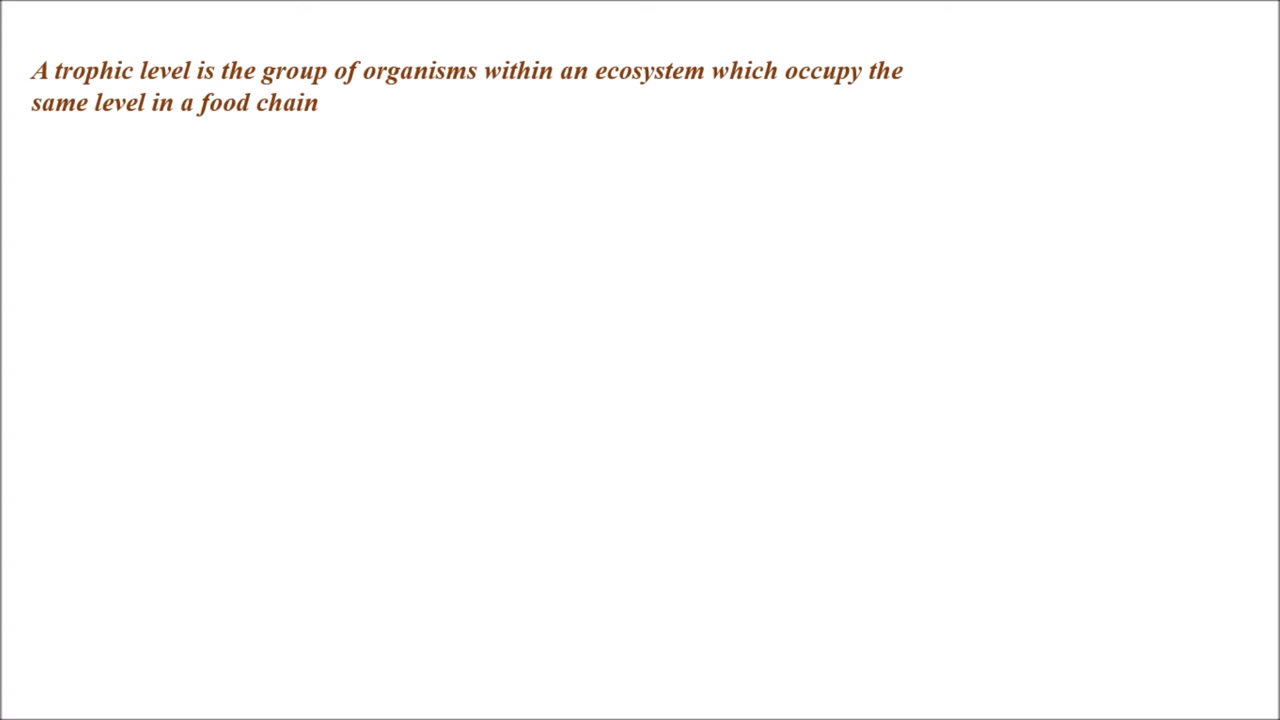 A trophic level is the group of organisms within an ecosystem which occupy the
same level in a food chain